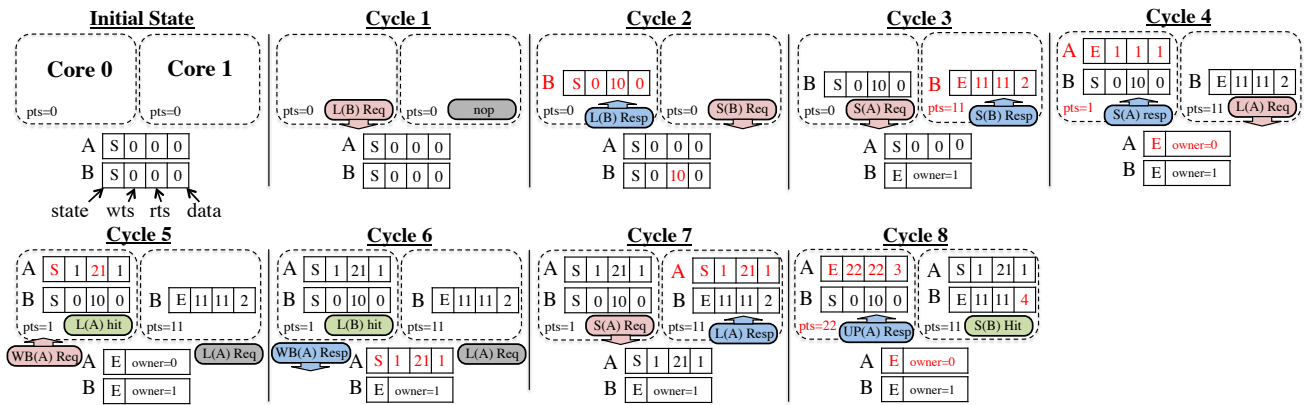 Initial State
Core 0
Core 1
pts=0
pts=0
A S 0 0 0
B S 0 0 0
state wts rts data
Cycle 1
pts=0
L(B) Req
pts=0
nop
A S 0 0 0
B S 0 0 0
Cycle 2
B S 0 10 0
pts=0
L(B) Resp
pts=0
S(B) Req
A S 0 0 0
B S 0 10 0
Cycle 3
B S 0 10 0
pts=0
S(A) Req
B E 11 11 2
pts=11
S(B) Resp
A S 0 0 0
B E owner=1
Cycle 4
A E 1 1 1
B S 0 10 0
pts=1
S(A) resp
B E 11 11 2
pts=11
L(A) Req
A E owner=0
B E owner=1
Cycle 5
A S 1 21 1
B S 0 10 0
pts=1
L(A) hit
B E 11 11 2
pts=11
WB(A) Req
L(A) Req
A E owner=0
B E owner=1
Cycle 6
A S 1 21 1
B S 0 10 0
pts=1
L(B) hit
B E 11 11 2
pts=11
WB(A) Resp
L(A) Req
A S 1 21 1
B E owner=1
Cycle 7
A S 1 21 1
B S 0 10 0
pts=1
S(A) Req
A S 1 21 1
B E 11 11 2
pts=11
L(A) Resp
A S 1 21 1
B E owner=1
Cycle 8
A E 22 22 3
B S 0 10 0
pts=22
UP(A) Resp
A S 1 21 1
B E 11 11 4
pts=11
S(B) Hit
A E owner=0
B E owner=1